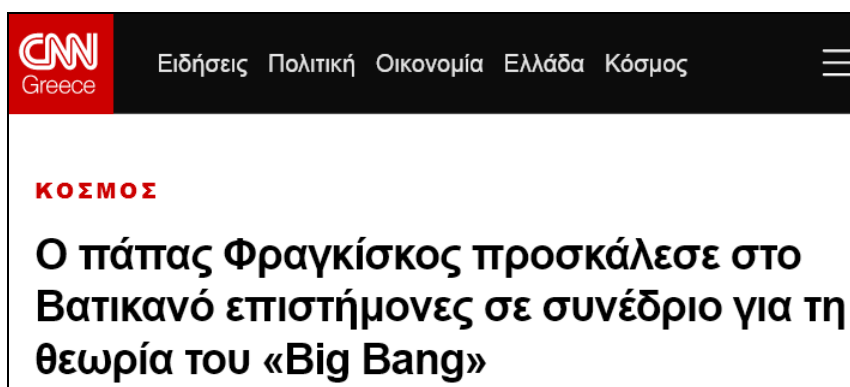 CNN
Greece
Ειδήσεις Πολιτική Οικονομία Ελλάδα Κόσμος
ΚΟΣΜΟΣ
Ο πάπας Φραγκίσκος προσκάλεσε στο
Βατικανό επιστήμονες σε συνέδριο για τη
θεωρία του «Big Bang»